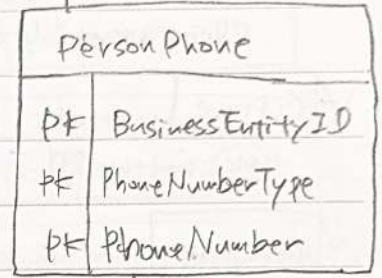 PersonPhone
PK BusinessEntityID
PK PhoneNumberType
PK PhoneNumber